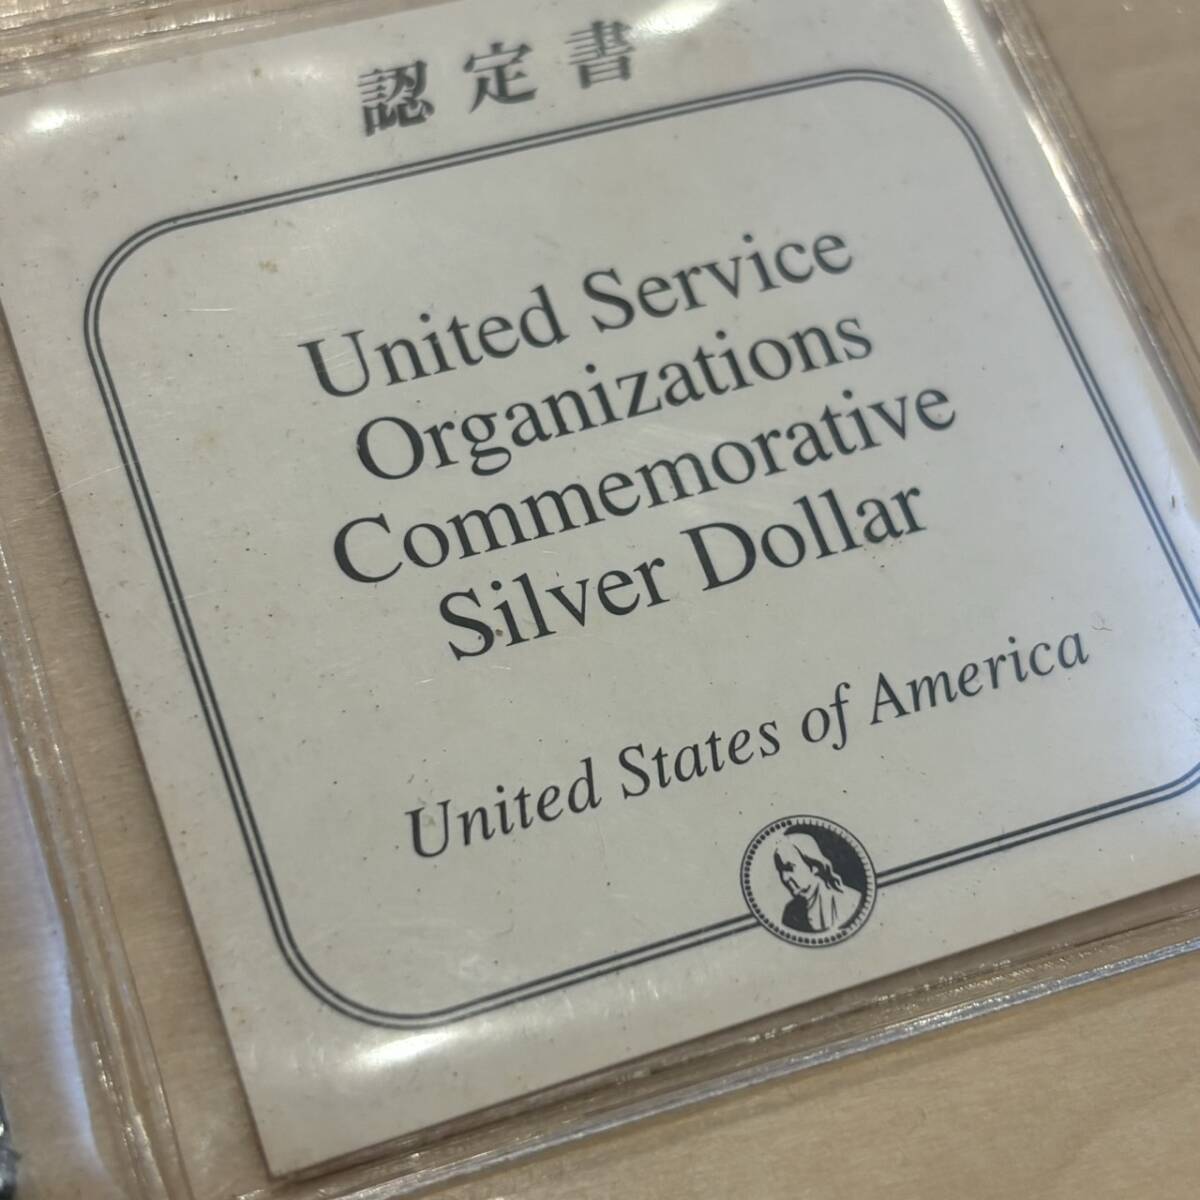 認定書
United Service
Organizations
Commemorative
Silver Dollar
United States of America